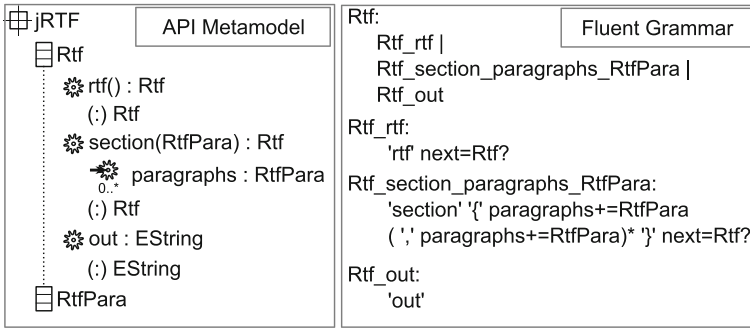 jRTF
API Metamodel
Rtf
rtf() : Rtf
(:) Rtf
section(RtfPara) : Rtf
0..*
paragraphs : RtfPara
(:) Rtf
out : EString
(:) EString
RtfPara
Fluent Grammar
Rtf:
Rtf_rtf |
Rtf_section_paragraphs_RtfPara |
Rtf_out
Rtf_rtf:
'rtf' next=Rtf?
Rtf_section_paragraphs_RtfPara:
'section' '{' paragraphs+=RtfPara
( ',' paragraphs+=RtfPara)* '}' next=Rtf?
Rtf_out:
'out'